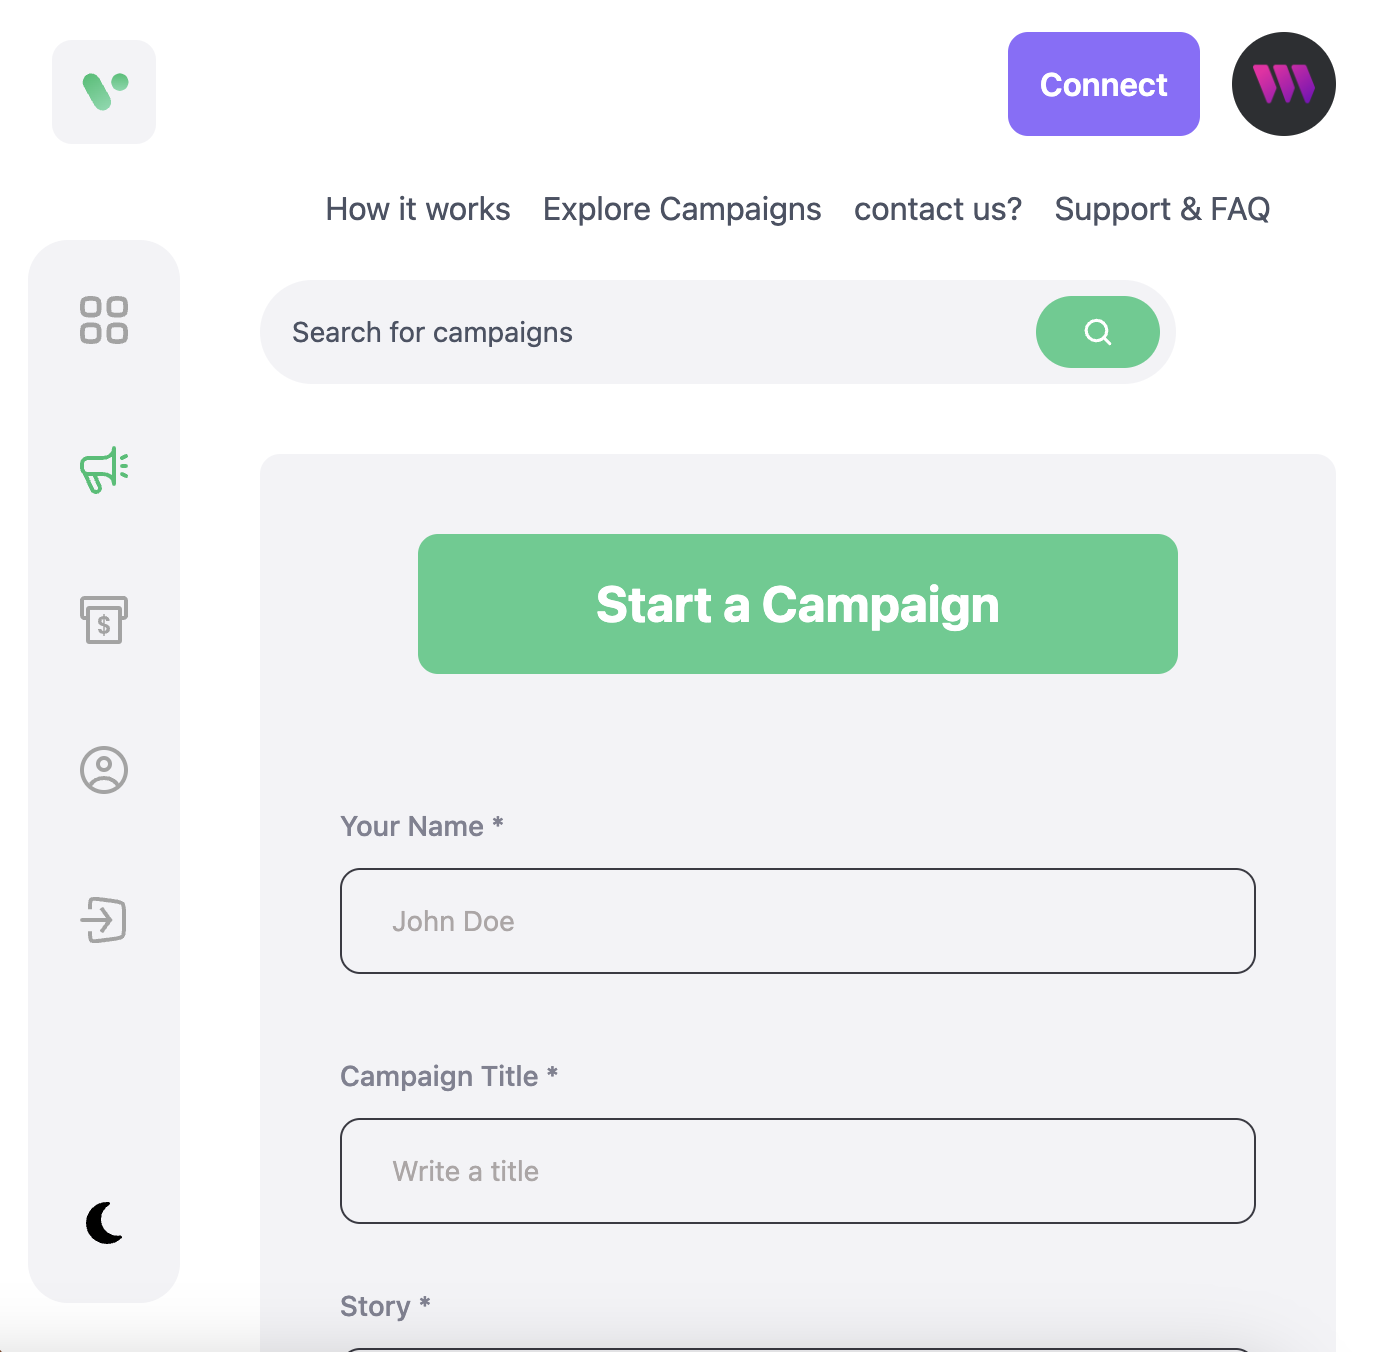 Connect
How it works
Explore Campaigns
contact us?
Support & FAQ
Search for campaigns
$
Start a Campaign
Your Name *
John Doe
Campaign Title *
Write a title
Story *